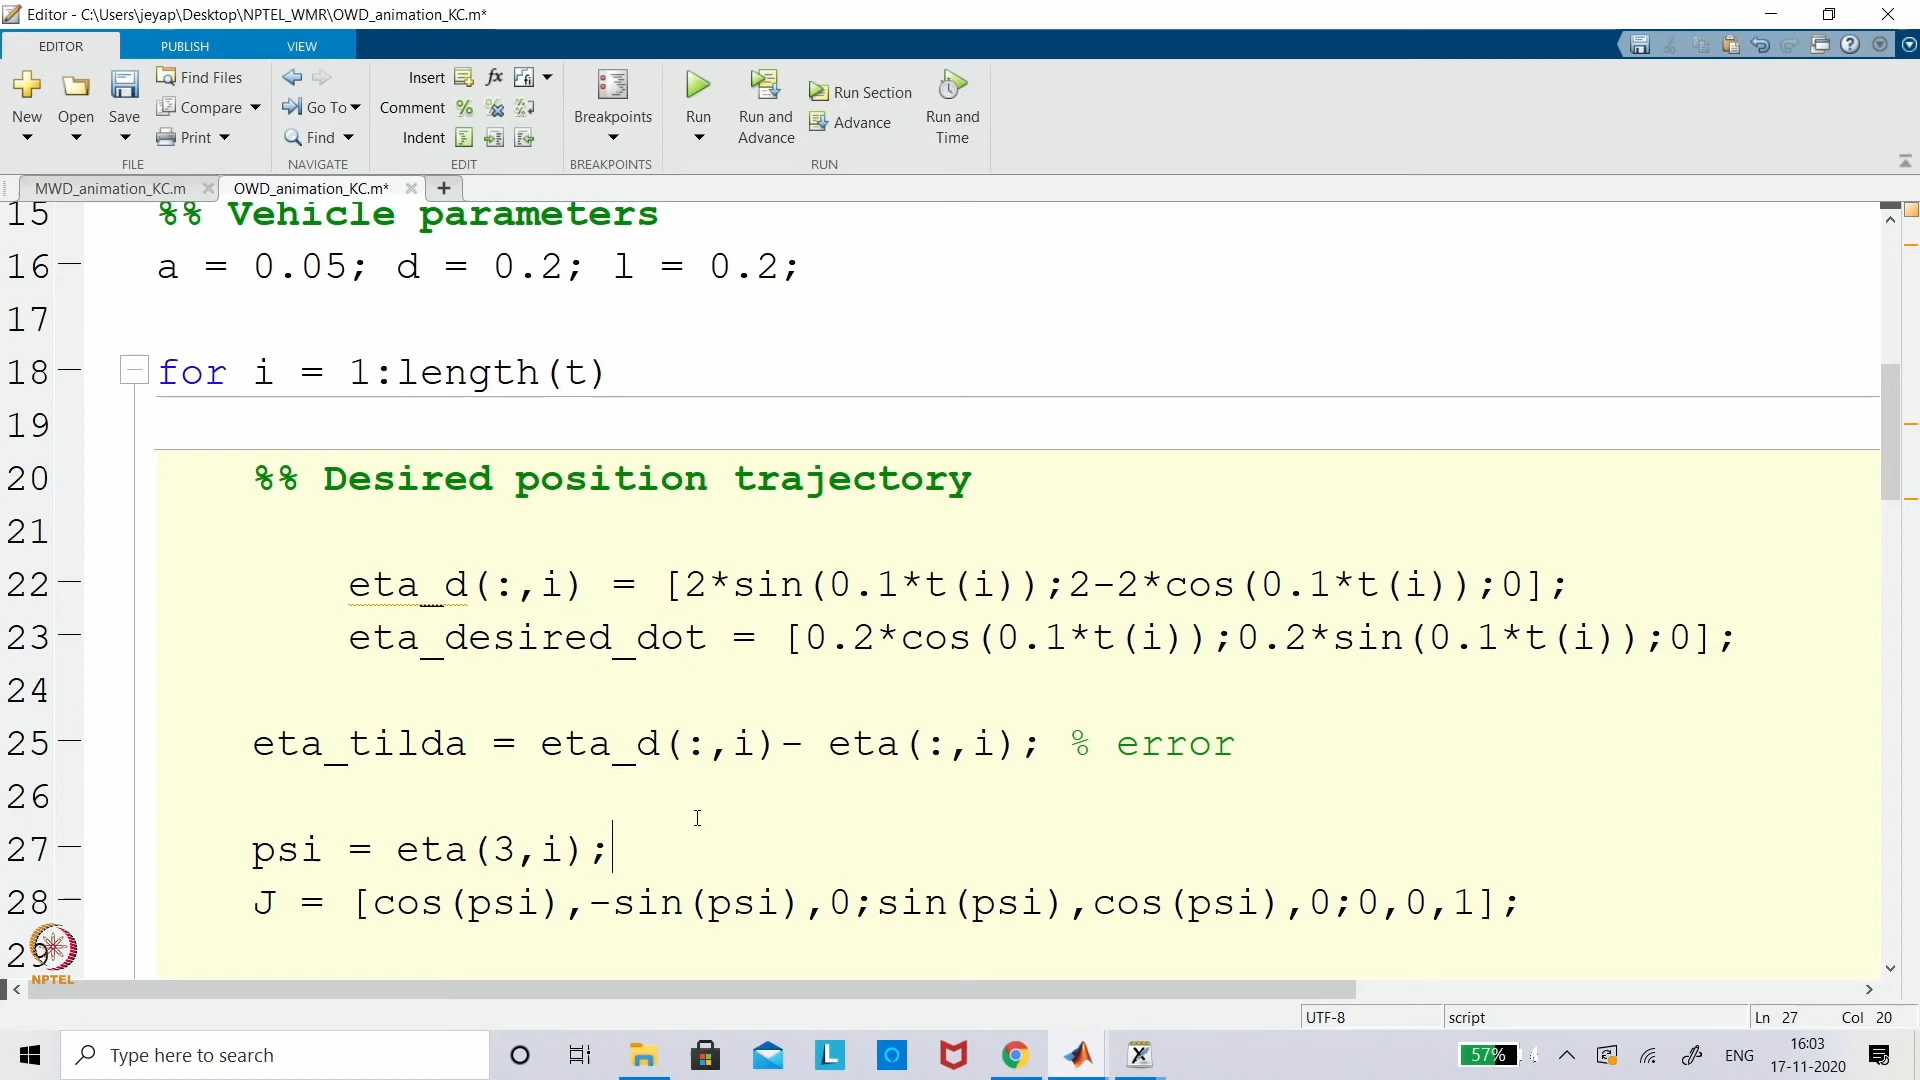 Editor - C:\Users\jeyap\Desktop\NPTEL_WMR\OWD_animation_KC.m*
EDITOR PUBLISH VIEW
New Open Save Find Files Compare Print
Go To Find
Insert fx
Comment
Indent
Breakpoints
Run Run and Advance Run Section Advance Run and Time
FILE NAVIGATE EDIT BREAKPOINTS RUN
MWD_animation_KC.m OWD_animation_KC.m*
15 %% Vehicle parameters
16 a = 0.05; d = 0.2; l = 0.2;
17
18 for i = 1:length(t)
19
20 %% Desired position trajectory
21
22 eta_d(:,i) = [2*sin(0.1*t(i));2-2*cos(0.1*t(i));0];
23 eta_desired_dot = [0.2*cos(0.1*t(i));0.2*sin(0.1*t(i));0];
24
25 eta_tilda = eta_d(:,i)- eta(:,i); % error
26
27 psi = eta(3,i);
28 J = [cos(psi),-sin(psi),0;sin(psi),cos(psi),0;0,0,1];
29
NPTEL
UTF-8 script Ln 27 Col 20
Type here to search
57% ENG 16:03
17-11-2020